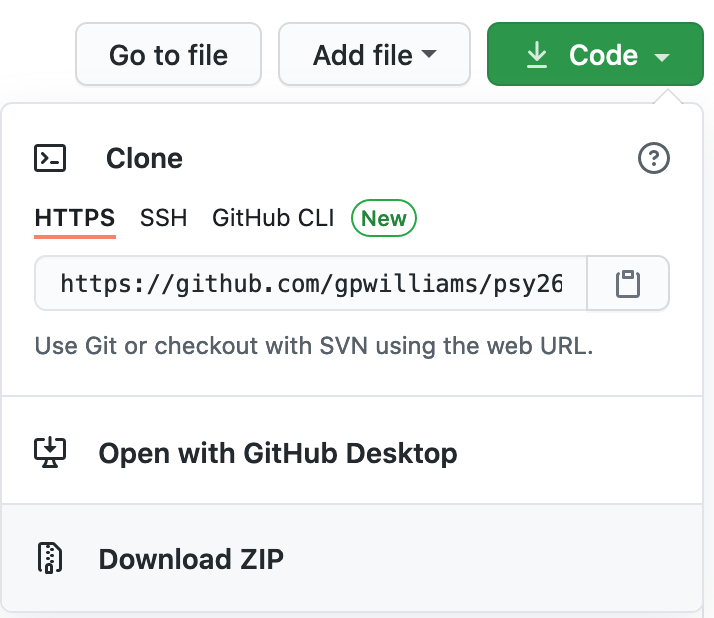 Go to file
Add file
Code
Clone
?
HTTPS
SSH
GitHub CLI
New
https://github.com/gpwilliams/psy26
Use Git or checkout with SVN using the web URL.
Open with GitHub Desktop
Download ZIP